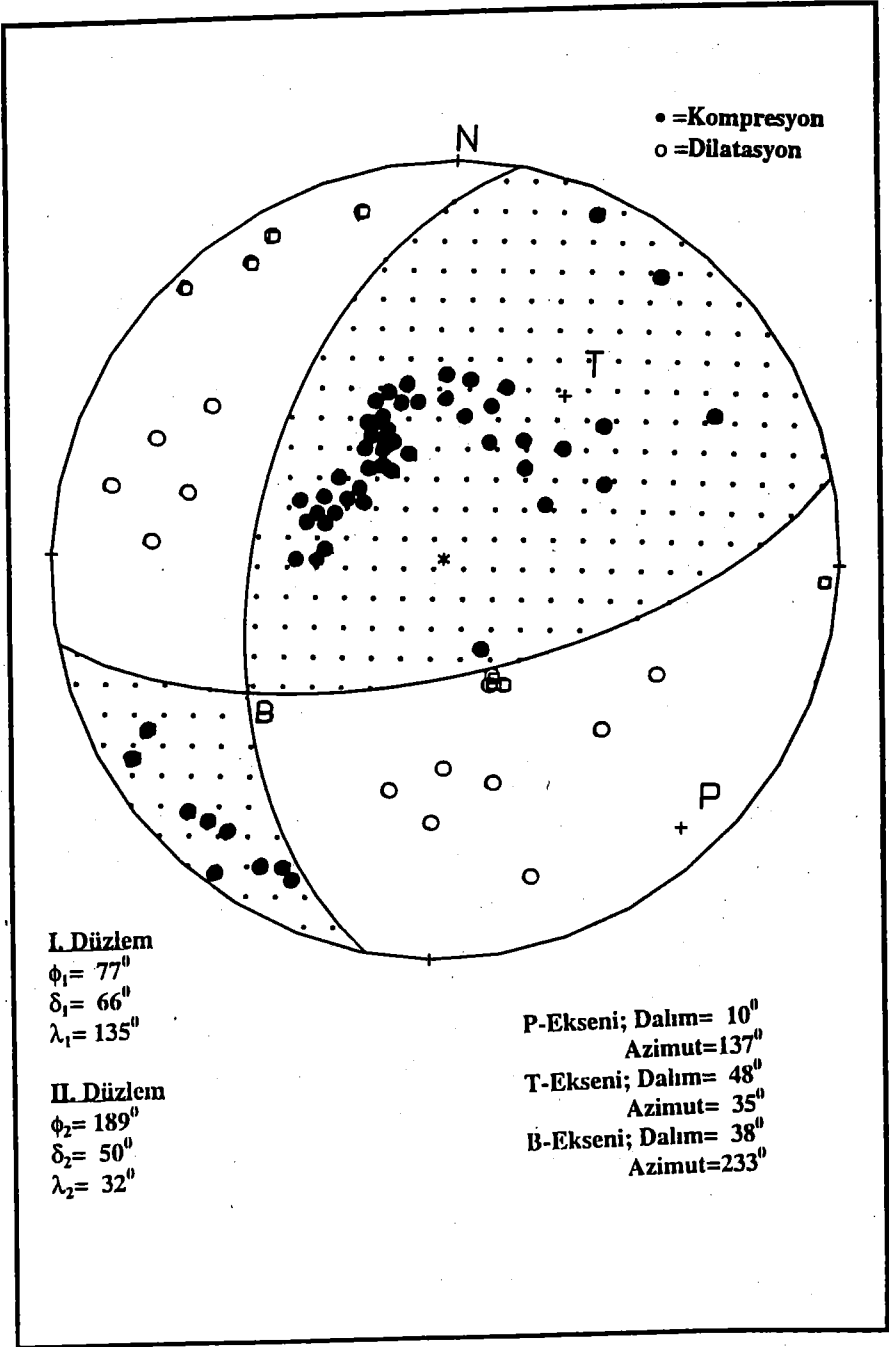 • =Kompresyon
o =Dilatasyon
N
T
B
P
I. Düzlem
ϕ₁= 77⁰
δ₁= 66⁰
λ₁= 135⁰
II. Düzlem
ϕ₂= 189⁰
δ₂= 50⁰
λ₂= 32⁰
P-Ekseni; Dalım= 10⁰
Azimut=137⁰
T-Ekseni; Dalım= 48⁰
Azimut= 35⁰
B-Ekseni; Dalım= 38⁰
Azimut=233⁰